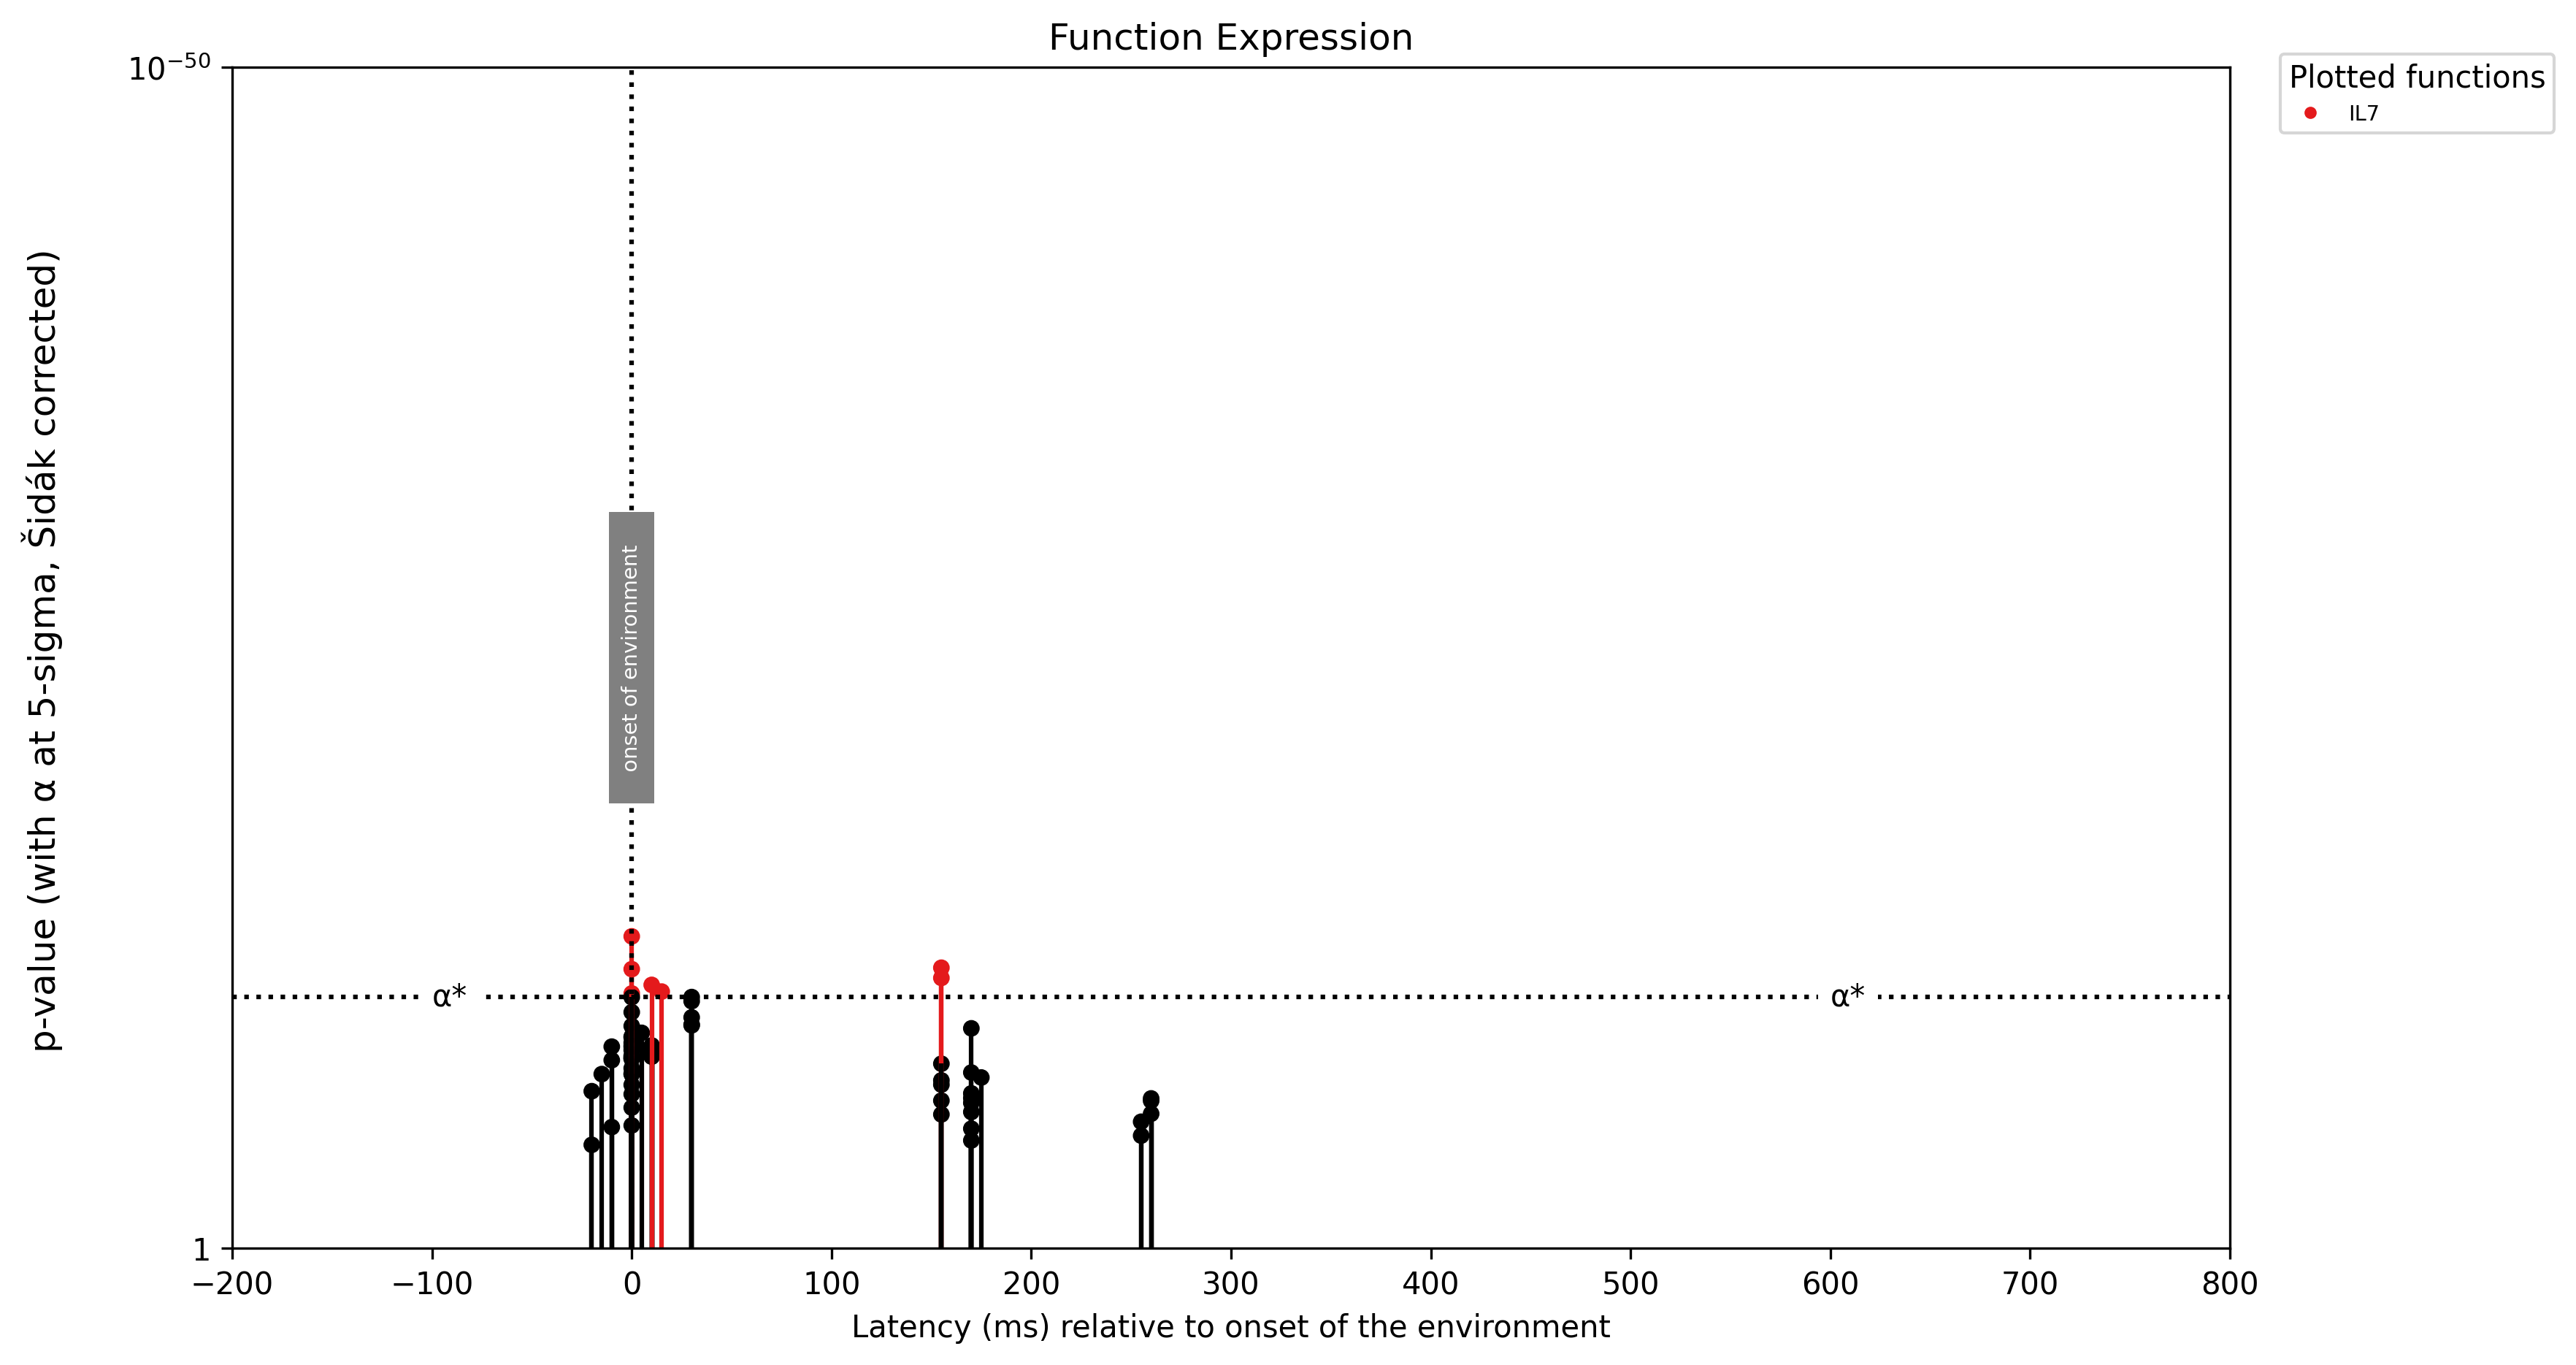 Function Expression
10⁻⁵⁰
Plotted functions
IL7
p-value (with α at 5-sigma, Šidák corrected)
onset of environment
α*
α*
1
−200 −100 0 100 200 300 400 500 600 700 800
Latency (ms) relative to onset of the environment